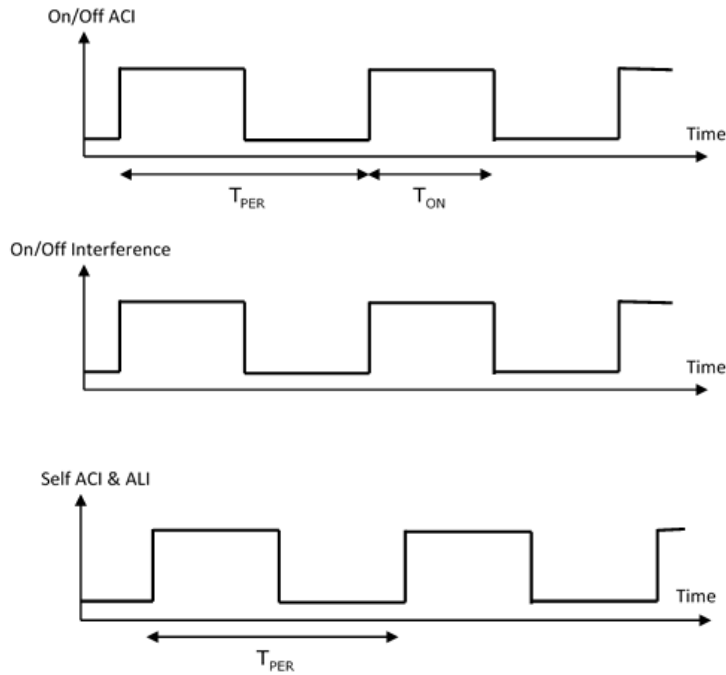 On/Off ACI
Time
TPER
TON
On/Off Interference
Time
Self ACI & ALI
Time
TPER